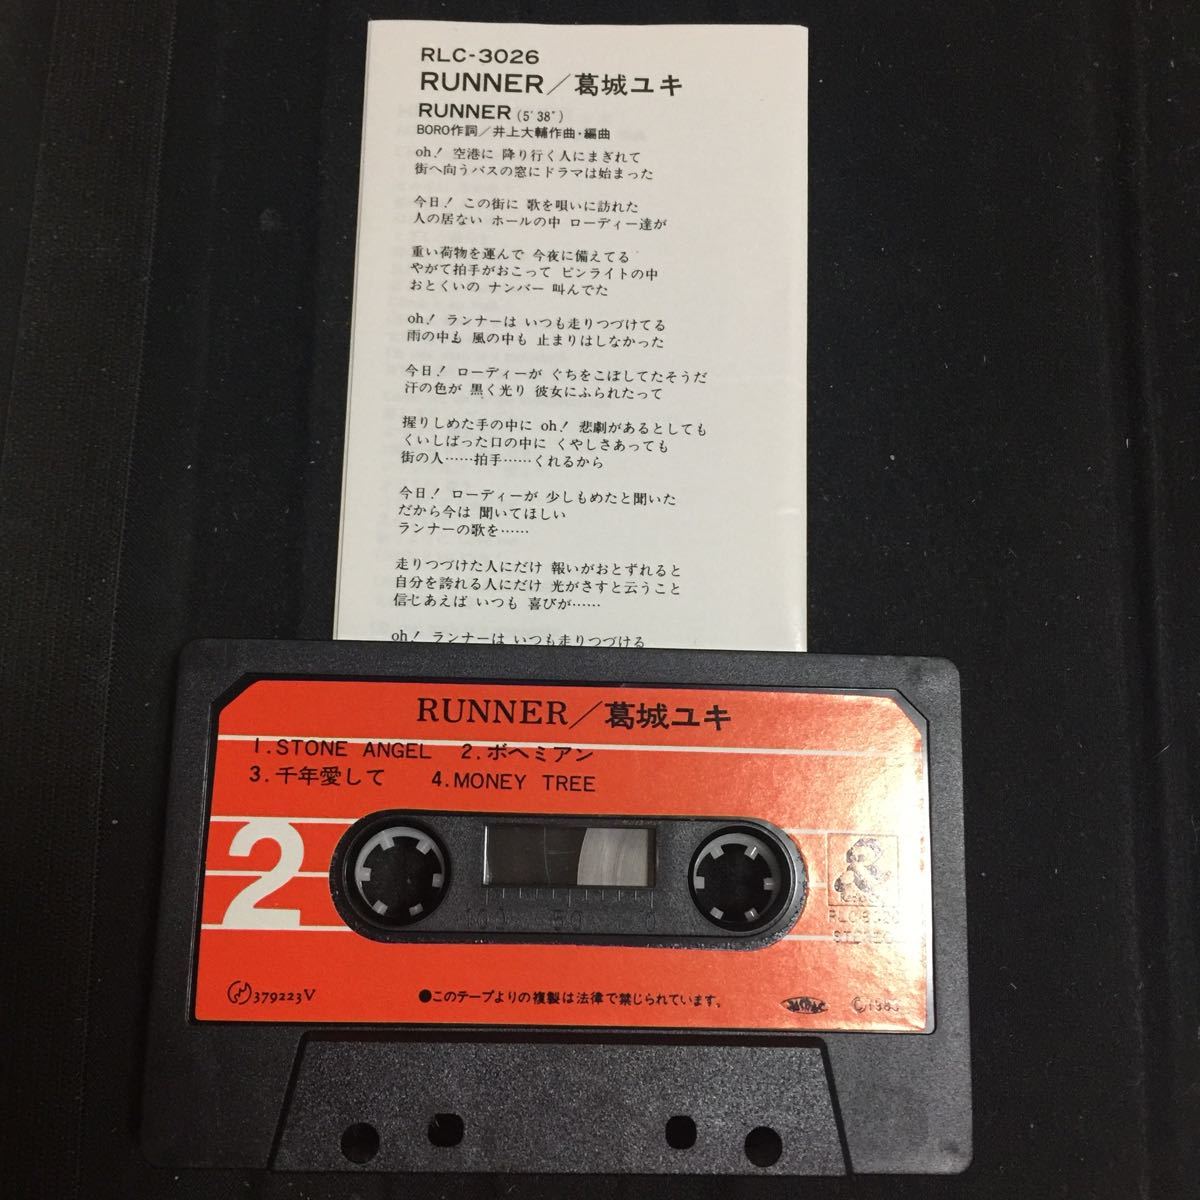 RLC-3026
RUNNER／葛城ユキ
RUNNER (5'38")
BORO作詞／井上大輔作曲・編曲
oh！ 空港に 降り行く人にまぎれて
街へ向うバスの窓にドラマは始まった
今日！ この街に 歌を唄いに訪れた
人の居ない ホールの中 ローディー達が
重い荷物を運んで 今夜に備えてる
やがて拍手がおこって ピンライトの中
おとくいの ナンバー 叫んでた
oh！ ランナーは いつも走りつづけてる
雨の中も 風の中も 止まりはしなかった
今日！ ローディーが ぐちをこぼしてたそうだ
汗の色が 黒く光り 彼女にふられたって
握りしめた手の中に oh！ 悲劇があるとしても
くいしばった口の中に くやしさあっても
街の人……拍手……くれるから
今日！ ローディーが 少しもめたと聞いた
だから今は 聞いてほしい
ランナーの歌を……
走りつづけた人にだけ 報いがおとずれると
自分を誇れる人にだけ 光がさすと云うこと
信じあえば いつも 喜びが……
oh！ ランナーは いつも走りつづける
RUNNER／葛城ユキ
1.STONE ANGEL 2.ボヘミアン
3.千年愛して 4.MONEY TREE
2
100 50 0
STEREO
379223V
●このテープよりの複製は法律で禁じられています。